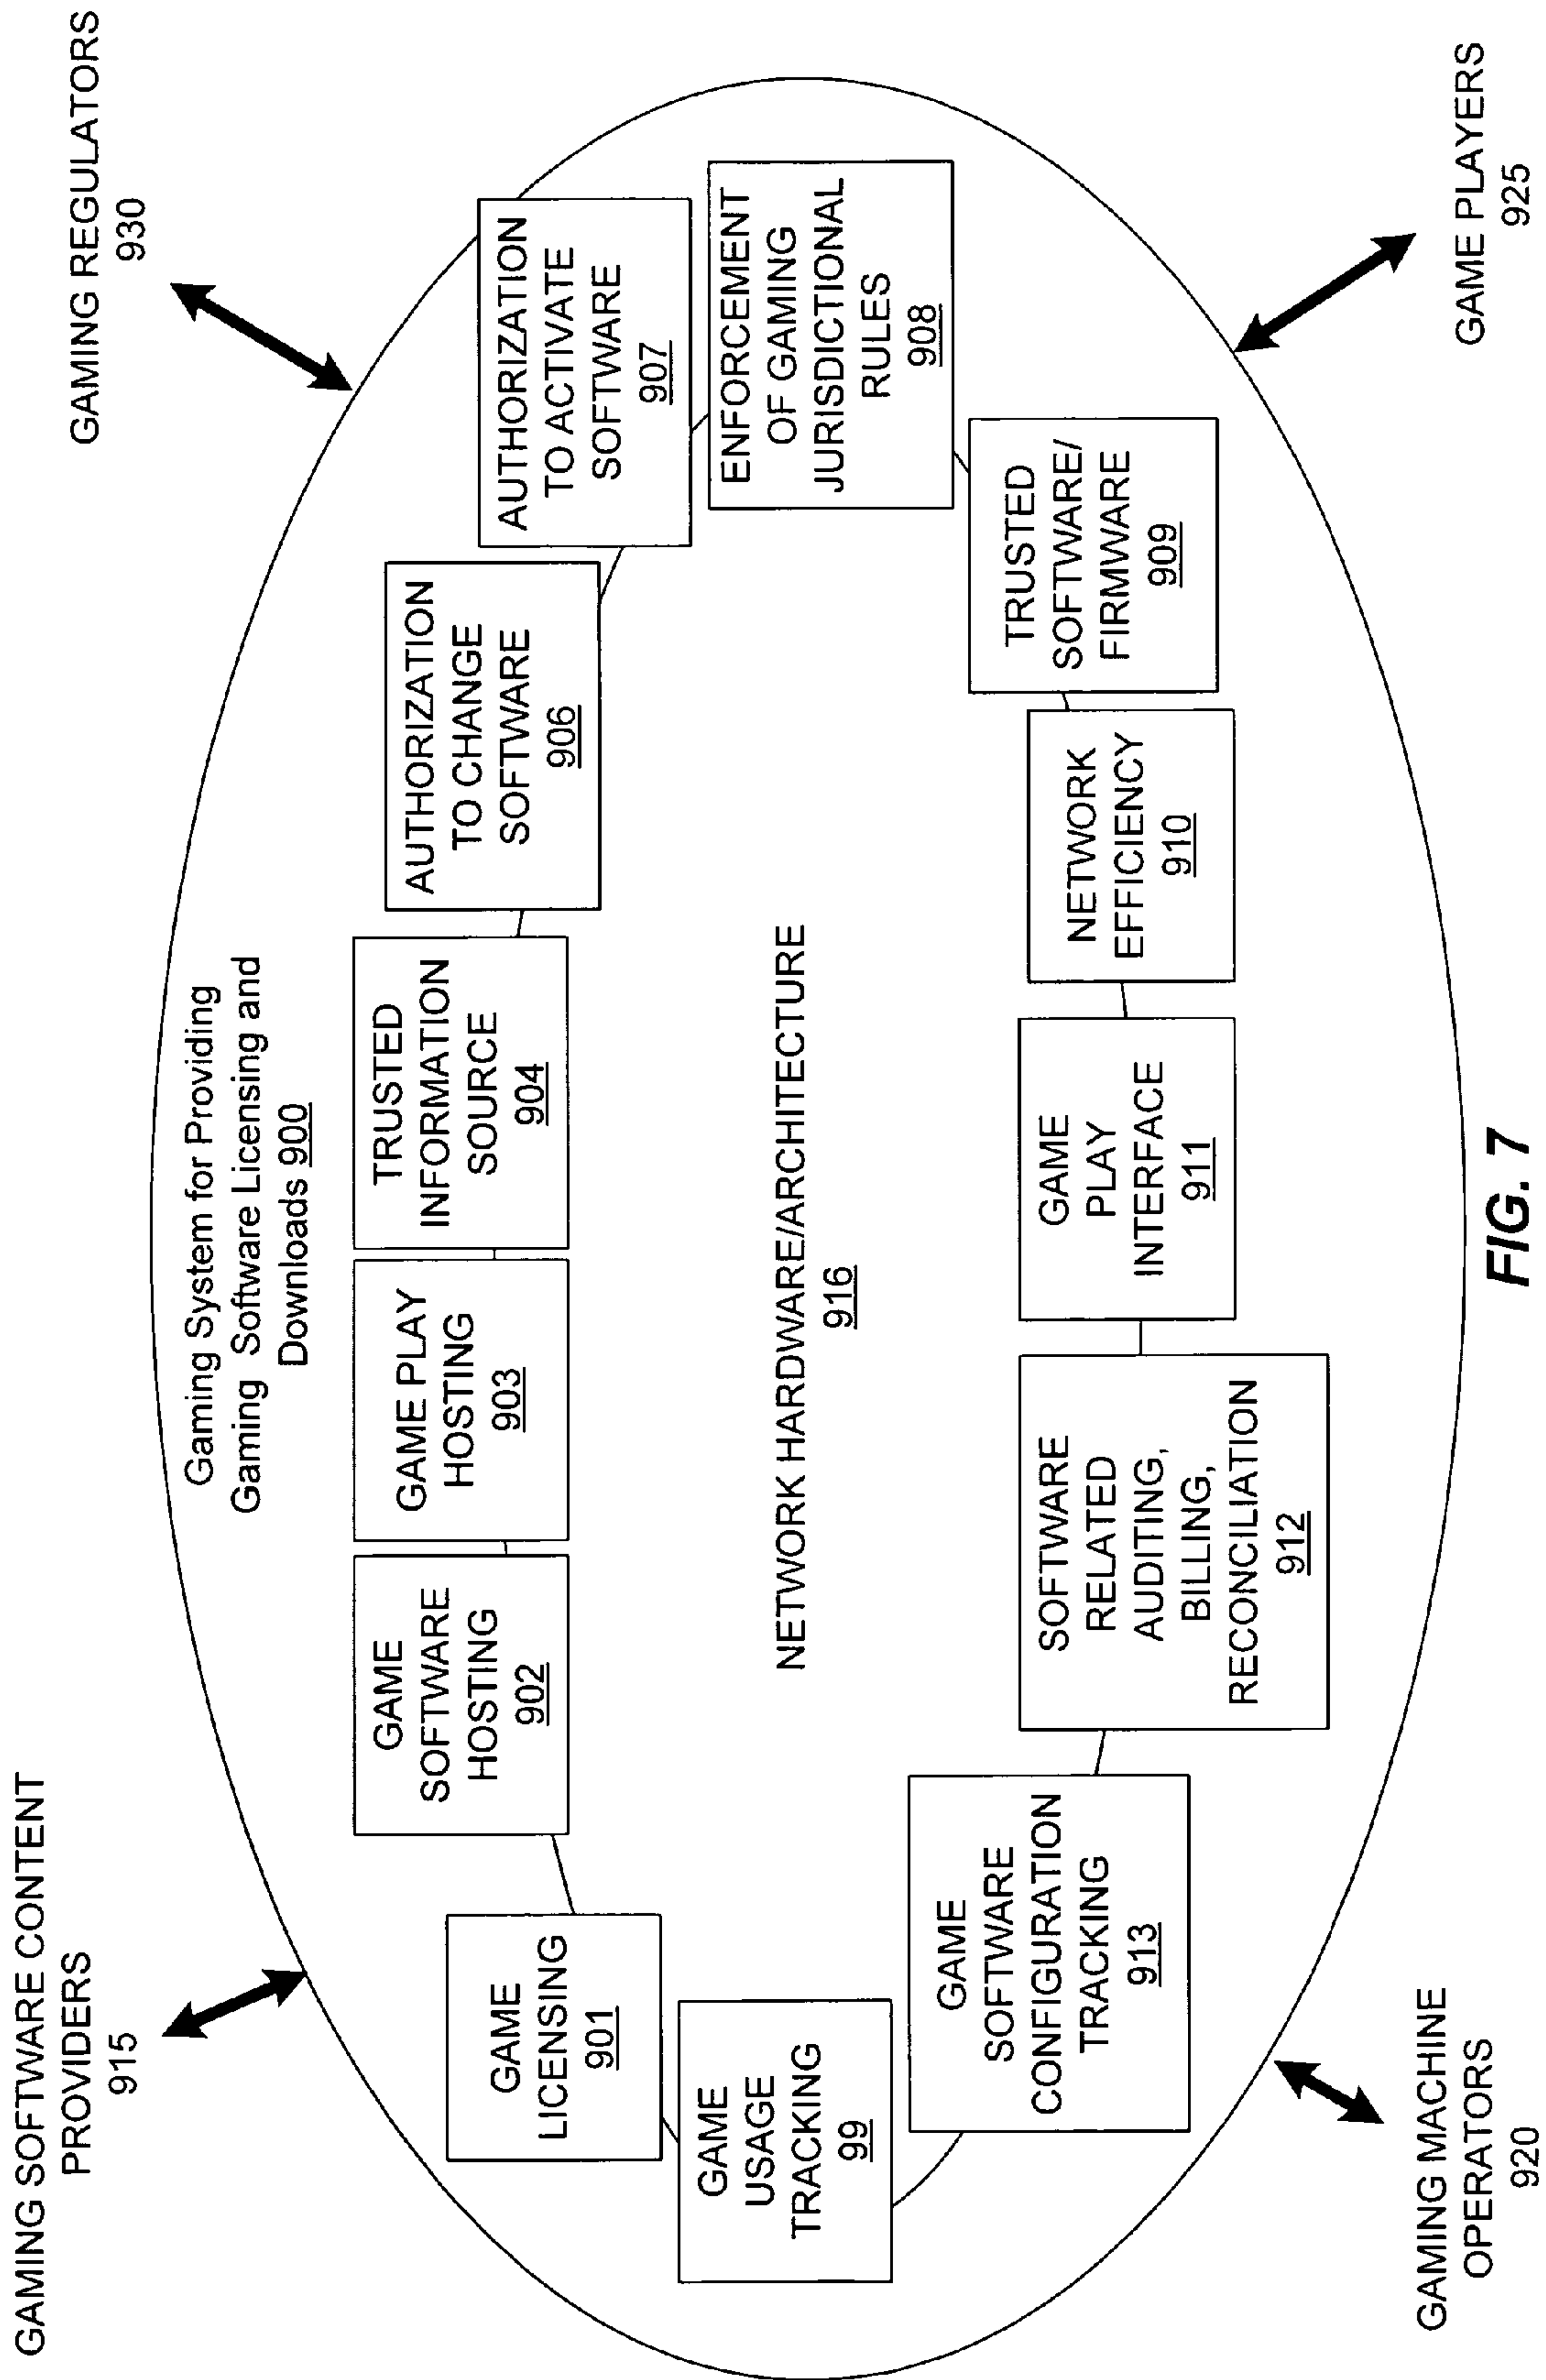 GAMING SOFTWARE CONTENT
PROVIDERS
915
GAMING REGULATORS
930
Gaming System for Providing
Gaming Software Licensing and
Downloads 900
GAME
LICENSING
901
GAME
SOFTWARE
HOSTING
902
GAME PLAY
HOSTING
903
TRUSTED
INFORMATION
SOURCE
904
AUTHORIZATION
TO CHANGE
SOFTWARE
906
AUTHORIZATION
TO ACTIVATE
SOFTWARE
907
GAME
USAGE
TRACKING
99
NETWORK HARDWARE/ARCHITECTURE
916
ENFORCEMENT
OF GAMING
JURISDICTIONAL
RULES
908
GAME
SOFTWARE
CONFIGURATION
TRACKING
913
SOFTWARE
RELATED
AUDITING,
BILLING,
RECONCILIATION
912
GAME
PLAY
INTERFACE
911
NETWORK
EFFICIENCY
910
TRUSTED
SOFTWARE/
FIRMWARE
909
GAMING MACHINE
OPERATORS
920
GAME PLAYERS
925
FIG. 7